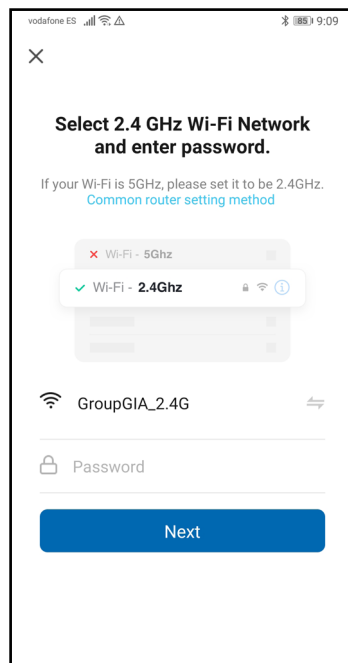 vodafone ES 85 9:09
Select 2.4 GHz Wi-Fi Network
and enter password.
If your Wi-Fi is 5GHz, please set it to be 2.4GHz.
Common router setting method
Wi-Fi - 5Ghz
Wi-Fi - 2.4Ghz
GroupGIA_2.4G
Password
Next